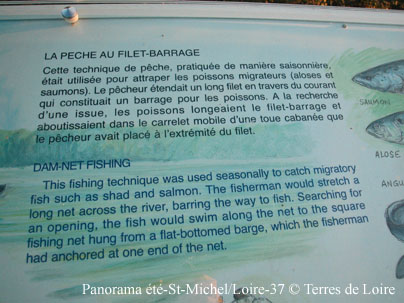 LA PECHE AU FILET-BARRAGE
Cette technique de pêche, pratiquée de manière saisonnière,
était utilisée pour attraper les poissons migrateurs (aloses et
saumons). Le pêcheur étendait un long filet en travers du courant
qui constituait un barrage pour les poissons. A la recherche
d'une issue, les poissons longeaient le filet-barrage et
aboutissaient dans le carrelet mobile d'une toue cabanée que
le pêcheur avait placé à l'extrémité du filet.
DAM-NET FISHING
This fishing technique was used seasonally to catch migratory
fish such as shad and salmon. The fisherman would stretch a
long net across the river, barring the way to fish. Searching for
an opening, the fish would swim along the net to the square
fishing net hung from a flat-bottomed barge, which the fisherman
had anchored at one end of the net.
SAUMON
ALOSE
ANGU
Panorama été-St-Michel/Loire-37 © Terres de Loire